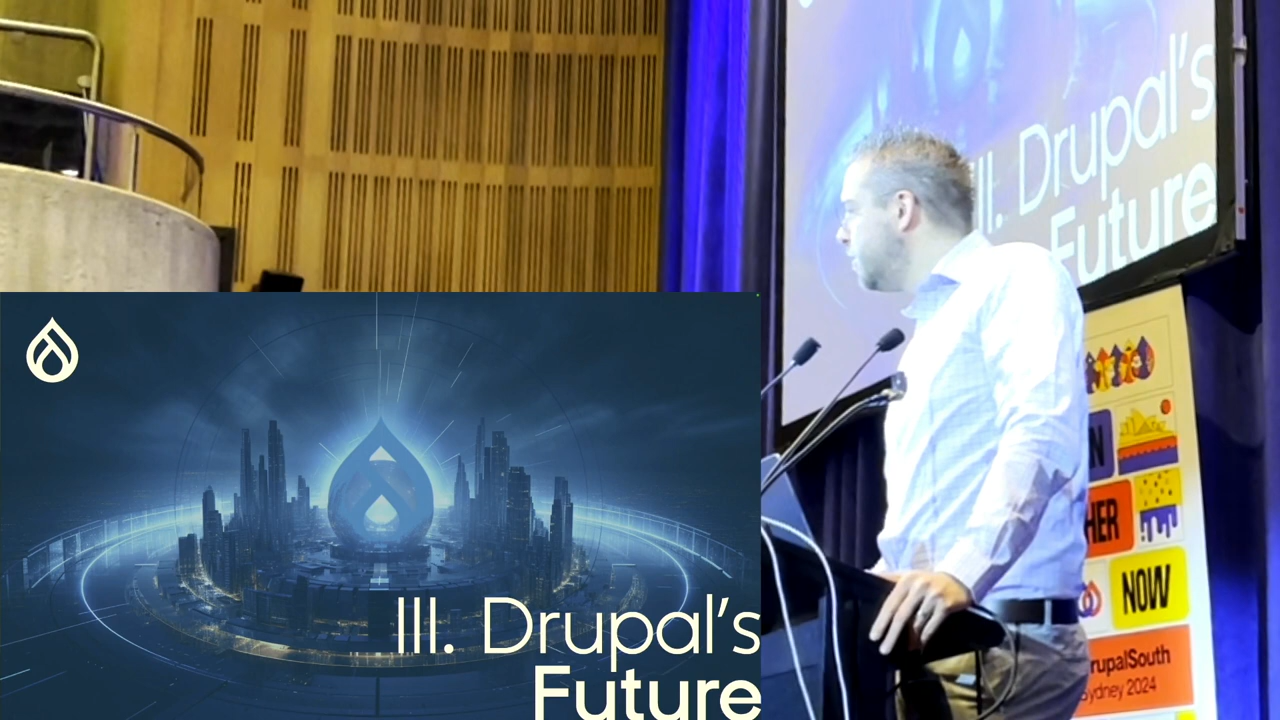 III. Drupal's
Future
III. Drupal's
Future
N
HER
NOW
DrupalSouth
Sydney 2024